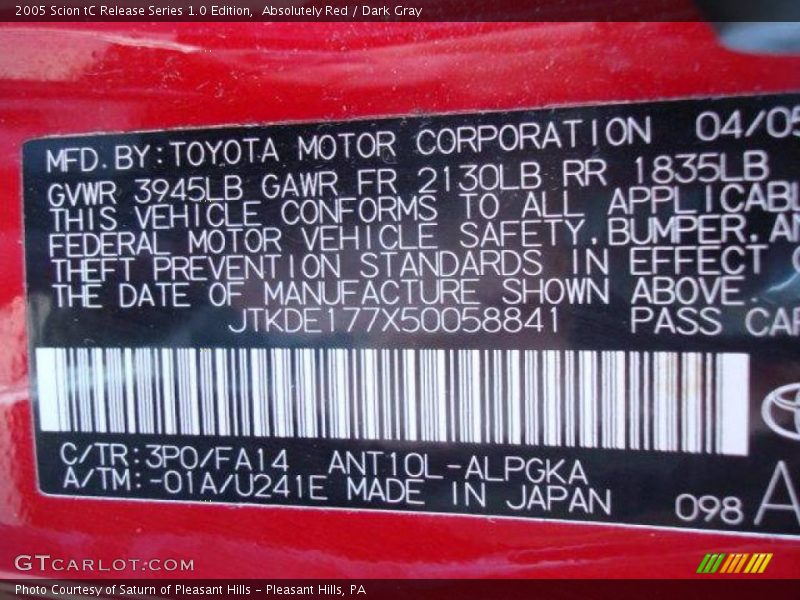 2005 Scion tC Release Series 1.0 Edition,  Absolutely Red / Dark Gray
MFD. BY: TOYOTA MOTOR CORPORATION 04/05
GVWR 3945LB GAWR FR 2130LB RR 1835LB
THIS VEHICLE CONFORMS TO ALL APPLICABL
FEDERAL MOTOR VEHICLE SAFETY, BUMPER, AN
THEFT PREVENTION STANDARDS IN EFFECT O
THE DATE OF MANUFACTURE SHOWN ABOVE.
JTKDE177X50058841 PASS CAR
C/TR: 3P0/FA14 ANT10L-ALPGKA
A/TM: -01A/U241E MADE IN JAPAN 098 A
GTCARLOT.COM
Photo Courtesy of Saturn of Pleasant Hills - Pleasant Hills, PA